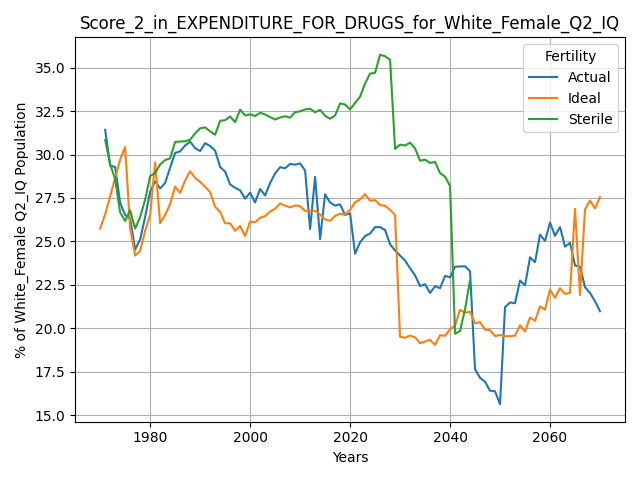 Score_2_in_EXPENDITURE_FOR_DRUGS_for_White_Female_Q2_IQ
% of White_Female Q2_IQ Population
35.0
32.5
30.0
27.5
25.0
22.5
20.0
17.5
15.0
Fertility
Actual
Ideal
Sterile
1980 2000 2020 2040 2060
Years